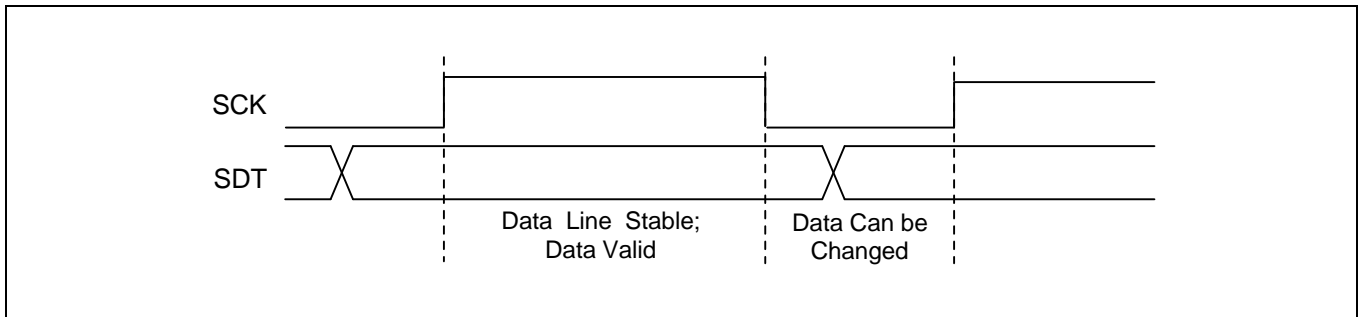 SCK
SDT
Data Line Stable;
Data Valid
Data Can be
Changed